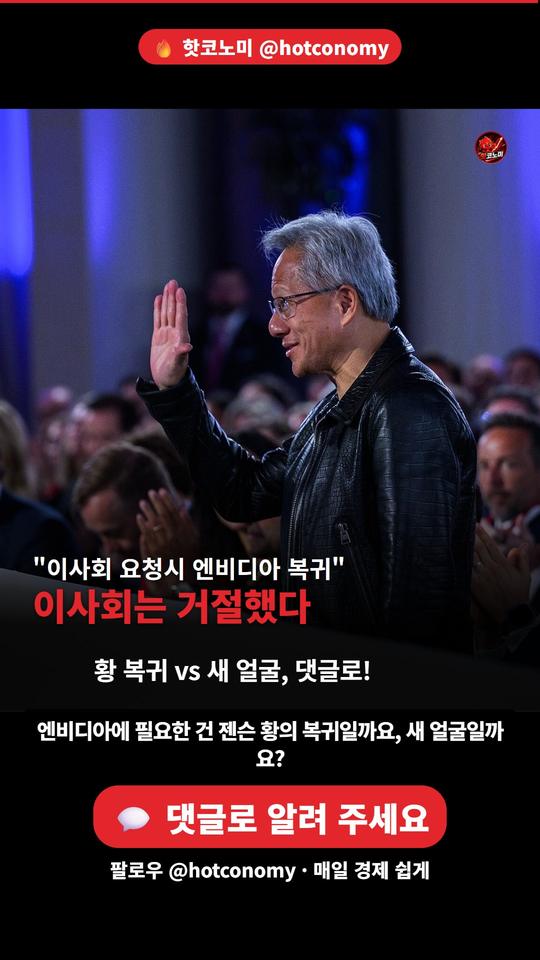 핫코노미 @hotconomy
핫코노미
"이사회 요청시 엔비디아 복귀"
이사회는 거절했다
황 복귀 vs 새 얼굴, 댓글로!
엔비디아에 필요한 건 젠슨 황의 복귀일까요, 새 얼굴일까
요?
댓글로 알려 주세요
팔로우 @hotconomy · 매일 경제 쉽게